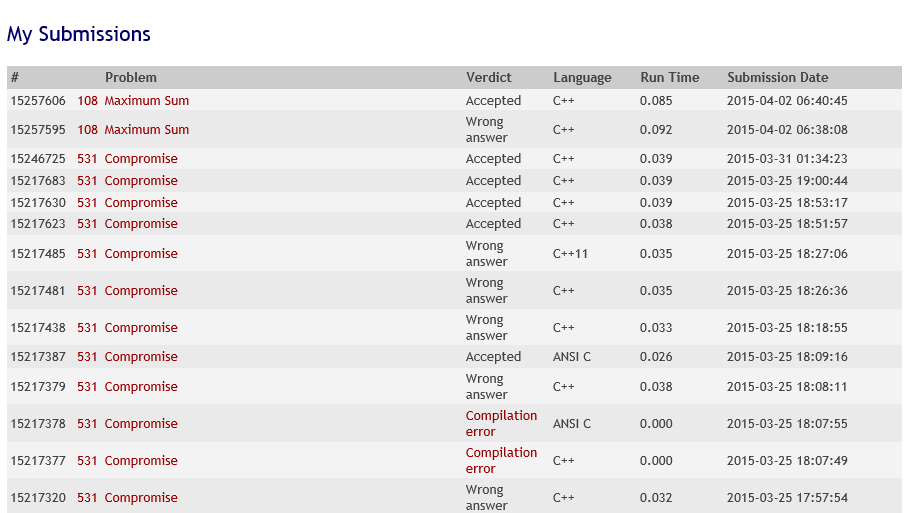 My Submissions
# Problem Verdict Language Run Time Submission Date
15257606 108 Maximum Sum Accepted C++ 0.085 2015-04-02 06:40:45
15257595 108 Maximum Sum Wrong answer C++ 0.092 2015-04-02 06:38:08
15246725 531 Compromise Accepted C++ 0.039 2015-03-31 01:34:23
15217683 531 Compromise Accepted C++ 0.039 2015-03-25 19:00:44
15217630 531 Compromise Accepted C++ 0.039 2015-03-25 18:53:17
15217623 531 Compromise Accepted C++ 0.038 2015-03-25 18:51:57
15217485 531 Compromise Wrong answer C++11 0.035 2015-03-25 18:27:06
15217481 531 Compromise Wrong answer C++ 0.035 2015-03-25 18:26:36
15217438 531 Compromise Wrong answer C++ 0.033 2015-03-25 18:18:55
15217387 531 Compromise Accepted ANSI C 0.026 2015-03-25 18:09:16
15217379 531 Compromise Wrong answer C++ 0.038 2015-03-25 18:08:11
15217378 531 Compromise Compilation error ANSI C 0.000 2015-03-25 18:07:55
15217377 531 Compromise Compilation error C++ 0.000 2015-03-25 18:07:49
15217320 531 Compromise Wrong answer C++ 0.032 2015-03-25 17:57:54